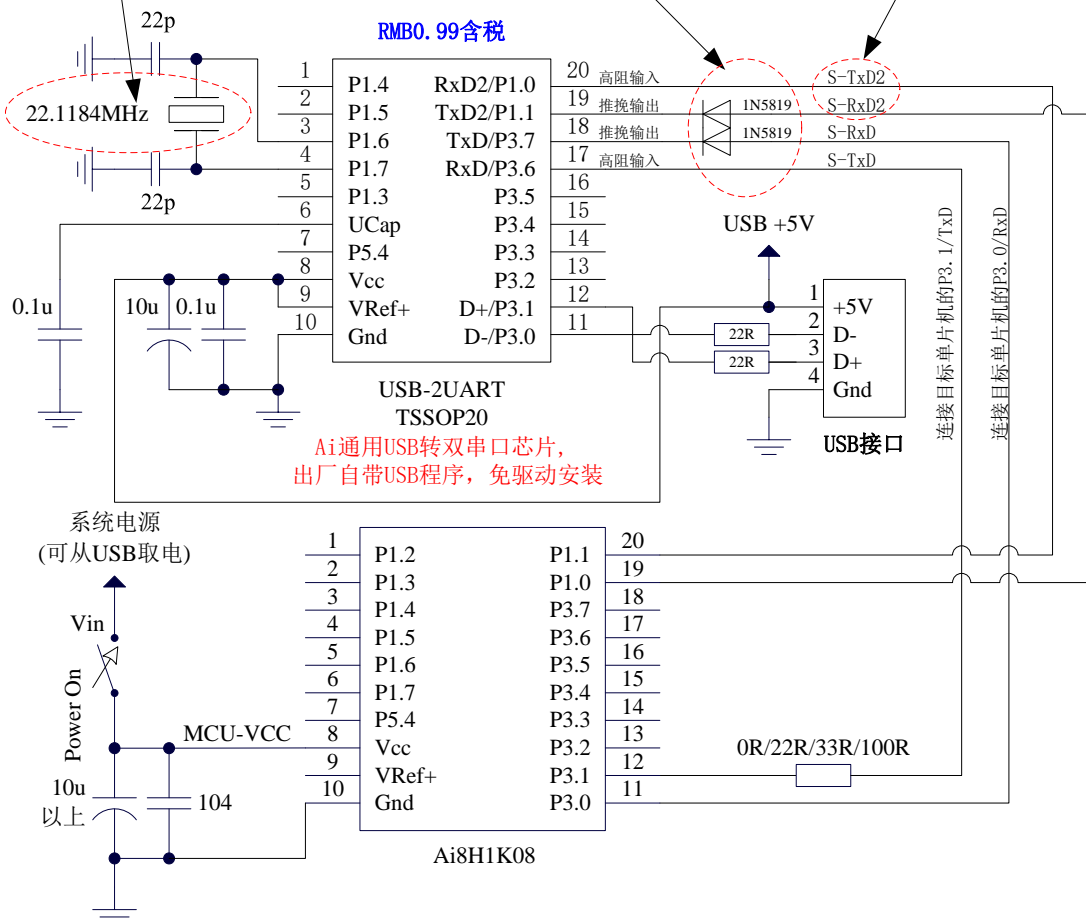 22p
22.1184MHz
22p
RMB0.99含税
1
2
3
4
5
6
7
8
9
10
P1.4
P1.5
P1.6
P1.7
P1.3
UCap
P5.4
Vcc
VRef+
Gnd
RxD2/P1.0
TxD2/P1.1
TxD/P3.7
RxD/P3.6
P3.5
P3.4
P3.3
P3.2
D+/P3.1
D-/P3.0
20
19
18
17
16
15
14
13
12
11
高阻输入
推挽输出
推挽输出
高阻输入
1N5819
1N5819
S-TxD2
S-RxD2
S-RxD
S-TxD
0.1u
10u
0.1u
USB-2UART
TSSOP20
Ai通用USB转双串口芯片,
出厂自带USB程序，免驱动安装
22R
22R
USB +5V
1
2
3
4
+5V
D-
D+
Gnd
USB接口
连接目标单片机的P3.1/TxD
连接目标单片机的P3.0/RxD
系统电源
(可从USB取电)
Vin
Power On
MCU-VCC
10u
以上
104
1
2
3
4
5
6
7
8
9
10
P1.2
P1.3
P1.4
P1.5
P1.6
P1.7
P5.4
Vcc
VRef+
Gnd
P1.1
P1.0
P3.7
P3.6
P3.5
P3.4
P3.3
P3.2
P3.1
P3.0
20
19
18
17
16
15
14
13
12
11
0R/22R/33R/100R
Ai8H1K08